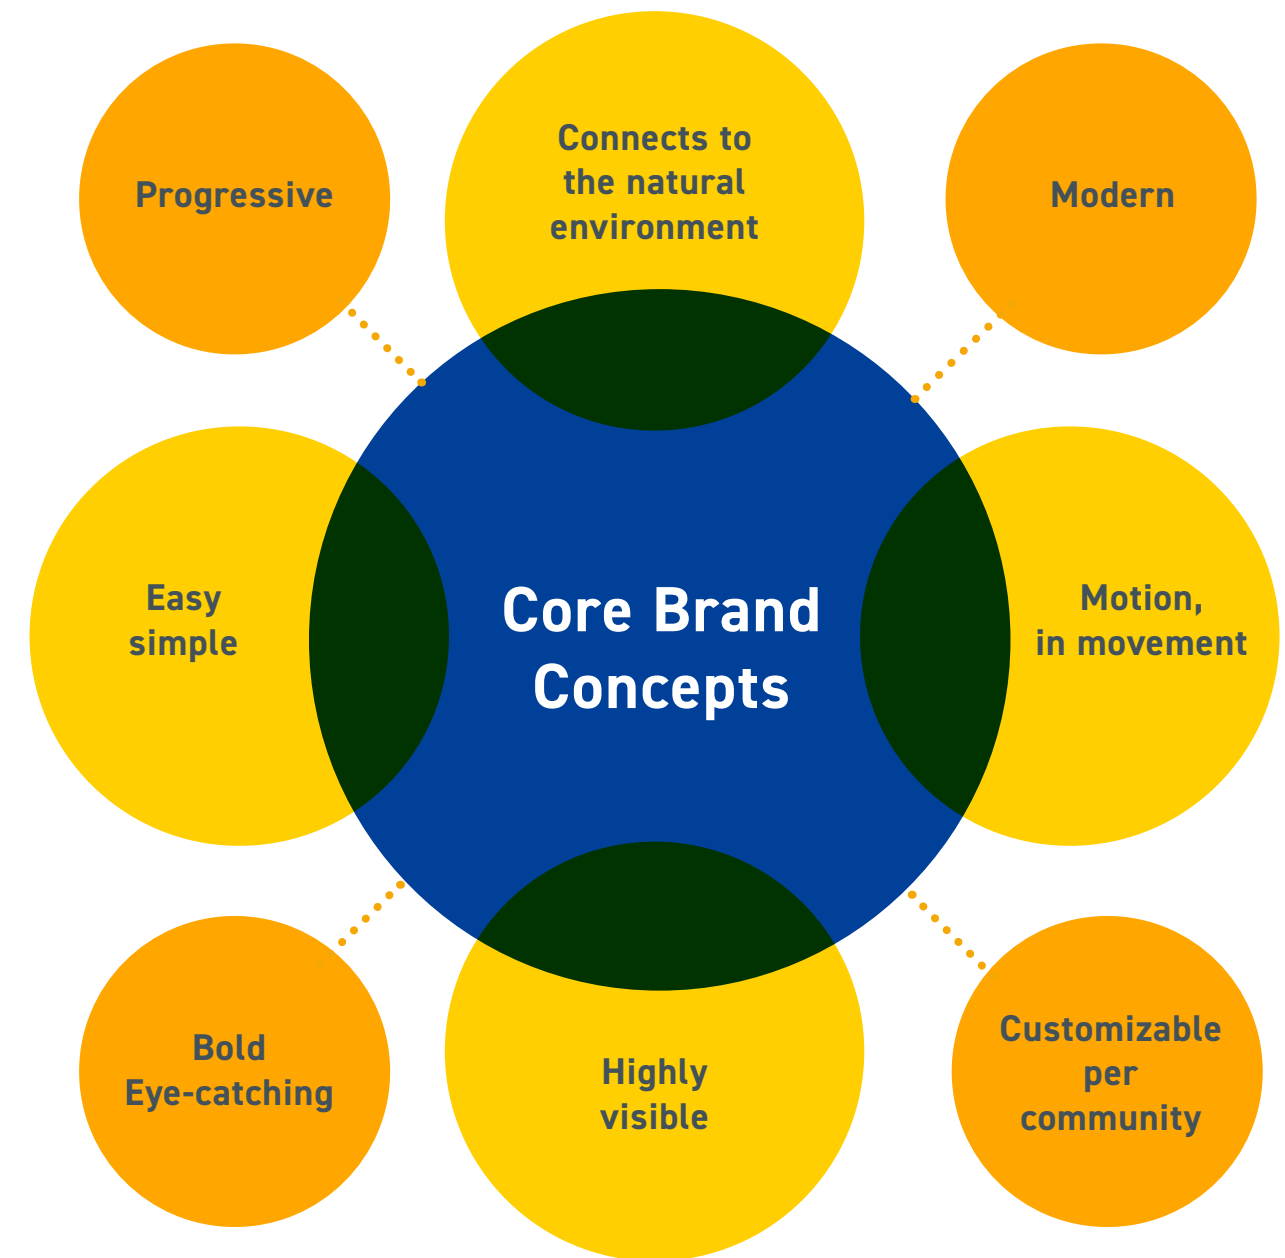 Progressive
Connects to
the natural
environment
Modern
Easy
simple
Core Brand
Concepts
Motion,
in movement
Bold
Eye-catching
Highly
visible
Customizable
per
community